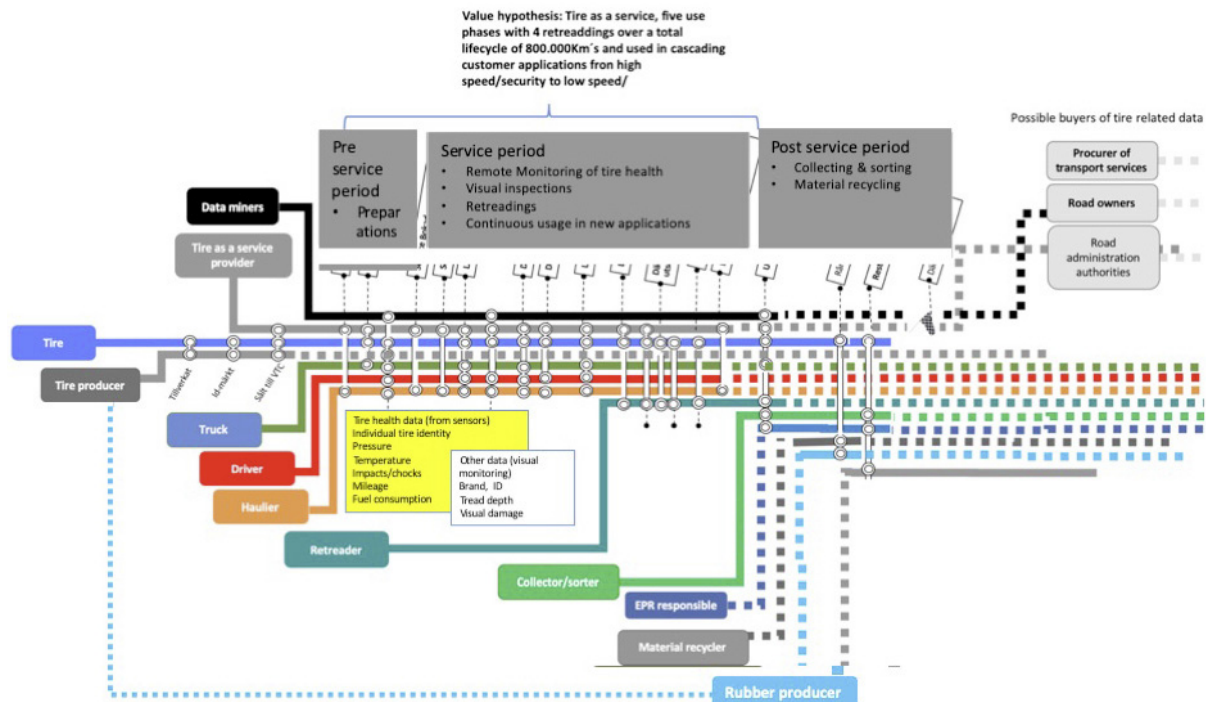 Value hypothesis: Tire as a service, five use
phases with 4 retreaddings over a total
lifecycle of 800.000Km´s and used in cascading
customer applications fron high
speed/security to low speed/
Possible buyers of tire related data
Pre
service
period
• Prepar
ations
Service period
• Remote Monitoring of tire health
• Visual inspections
• Retreadings
• Continuous usage in new applications
Post service period
• Collecting & sorting
• Material recycling
Procurer of
transport services
Road owners
Road
administration
authorities
Data miners
Tire as a service
provider
Tire
Tire producer
Tillverkat
Id-märkt
Sålt till VTC
Truck
Driver
Haulier
Tire health data (from sensors)
Individual tire identity
Pressure
Temperature
Impacts/chocks
Mileage
Fuel consumption
Other data (visual
monitoring)
Brand, ID
Tread depth
Visual damage
Retreader
Collector/sorter
EPR responsible
Material recycler
Rubber producer